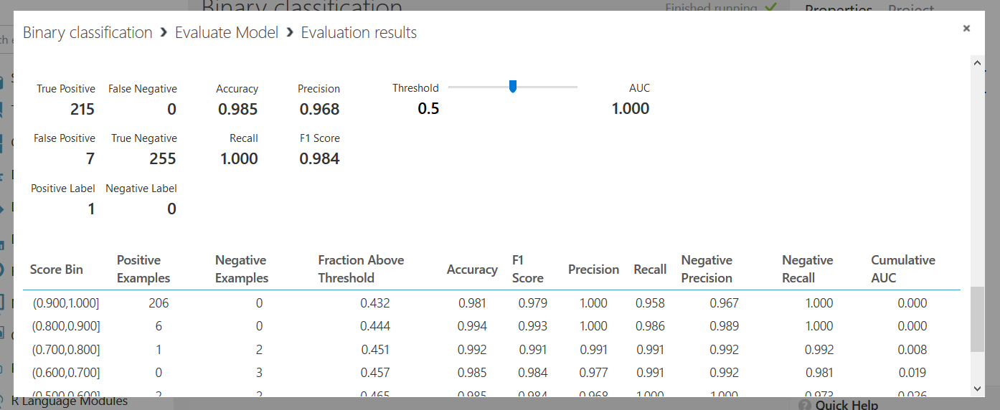 Binary classification
Finished running
Properties Project
Binary classification › Evaluate Model › Evaluation results
×
True Positive False Negative Accuracy Precision Threshold AUC
215 0 0.985 0.968 0.5 1.000
False Positive True Negative Recall F1 Score
7 255 1.000 0.984
Positive Label Negative Label
1 0
Score Bin Positive Examples Negative Examples Fraction Above Threshold Accuracy F1 Score Precision Recall Negative Precision Negative Recall Cumulative AUC
(0.900,1.000] 206 0 0.432 0.981 0.979 1.000 0.958 0.967 1.000 0.000
(0.800,0.900] 6 0 0.444 0.994 0.993 1.000 0.986 0.989 1.000 0.000
(0.700,0.800] 1 2 0.451 0.992 0.991 0.991 0.991 0.992 0.992 0.008
(0.600,0.700] 0 3 0.457 0.985 0.984 0.977 0.991 0.992 0.981 0.019
(0.500,0.600] 2 2 0.465 0.985 0.984 0.968 1.000 1.000 0.973 0.026
R Language Modules
Quick Help